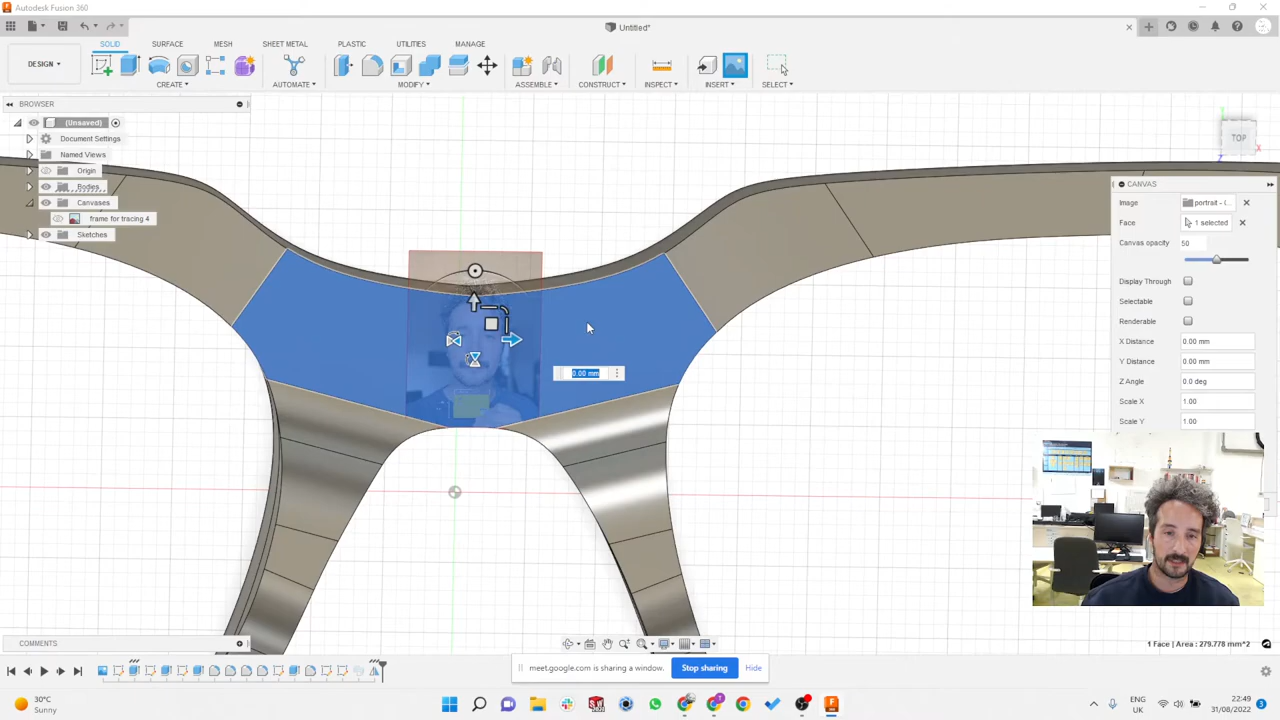 Autodesk Fusion 360
Untitled*
DESIGN
SOLID
SURFACE
MESH
SHEET METAL
PLASTIC
UTILITIES
MANAGE
CREATE
AUTOMATE
MODIFY
ASSEMBLE
CONSTRUCT
INSPECT
INSERT
SELECT
BROWSER
(Unsaved)
Document Settings
Named Views
Origin
Bodies
Canvases
frame for tracing 4
Sketches
TOP
X
Z
CANVAS
Image portrait - (...
Face 1 selected
Canvas opacity 50
Display Through
Selectable
Renderable
X Distance 0.00 mm
Y Distance 0.00 mm
Z Angle 0.0 deg
Scale X 1.00
Scale Y 1.00
0.00 mm
COMMENTS
1 Face | Area : 279.778 mm^2
meet.google.com is sharing a window.
Stop sharing
Hide
30°C
Sunny
ENG
UK
22:49
31/08/2022
3